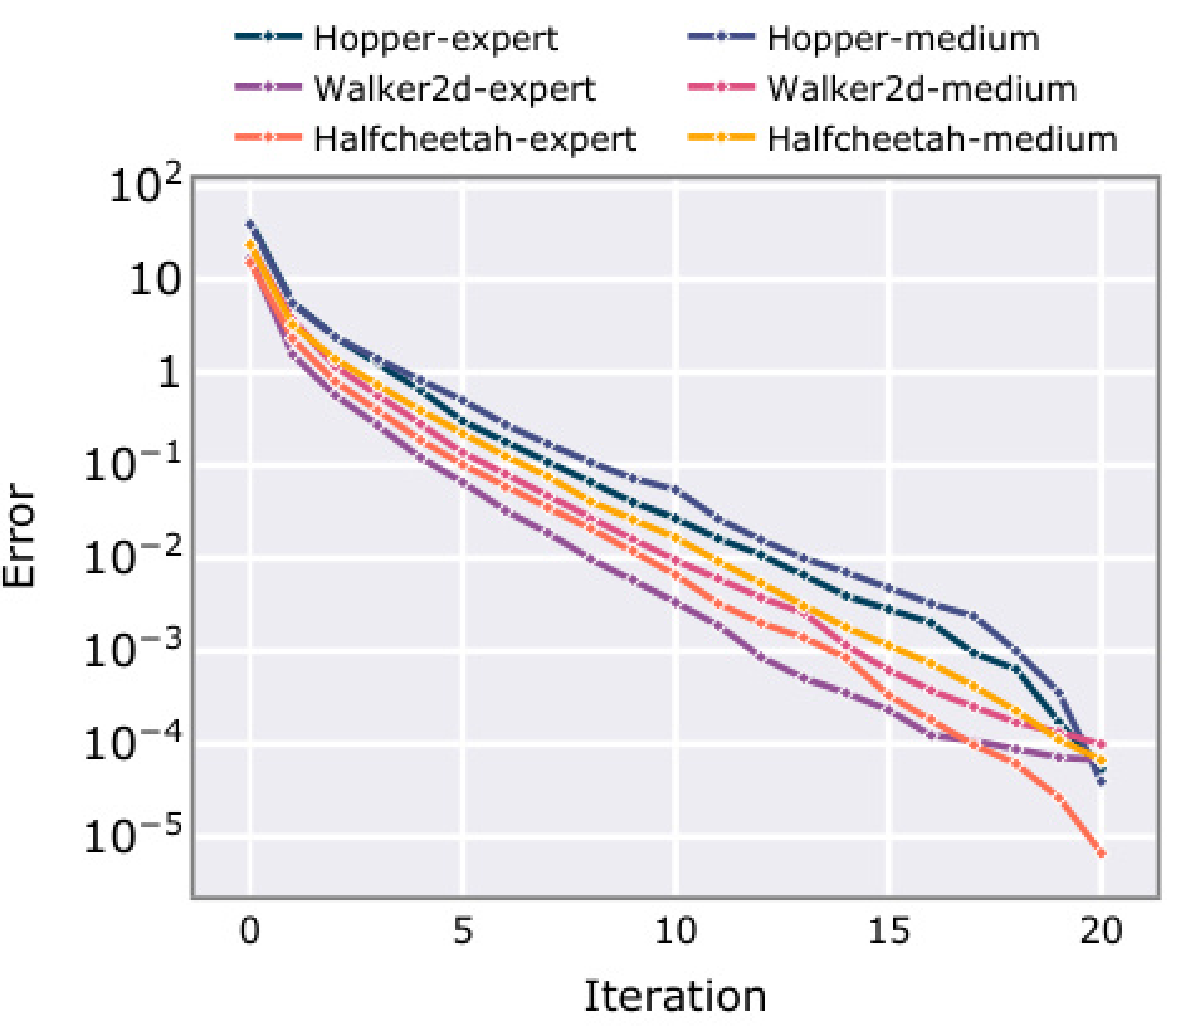 Hopper-expert Hopper-medium
Walker2d-expert Walker2d-medium
Halfcheetah-expert Halfcheetah-medium
10²
10
1
10⁻¹
10⁻²
10⁻³
10⁻⁴
10⁻⁵
Error
0 5 10 15 20
Iteration